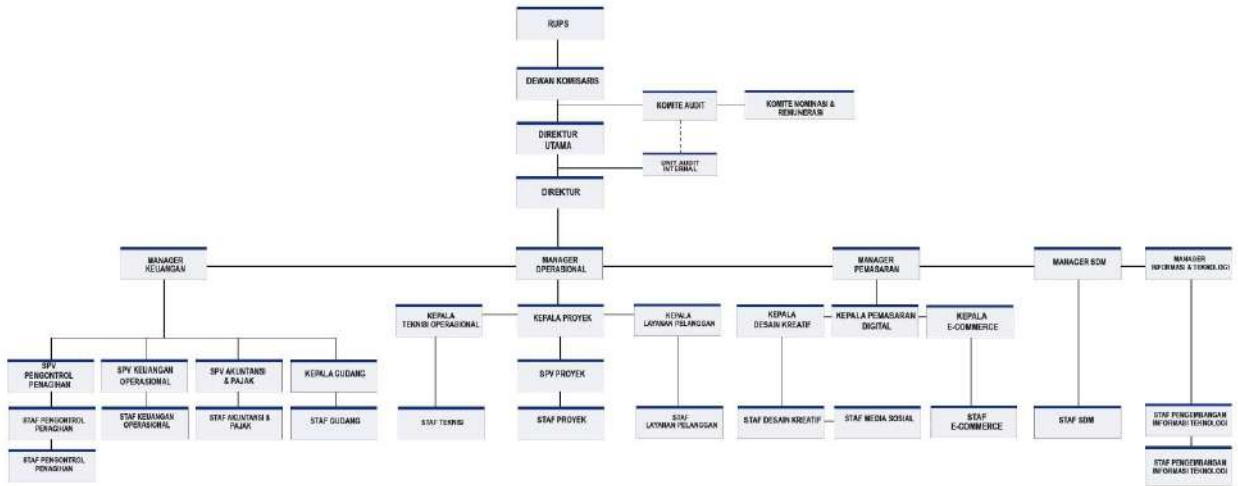 RUPS
DEWAN KOMISARIS
KOMITE AUDIT
KOMITE NOMINASI &
REMUNERASI
DIREKTUR
UTAMA
UNIT AUDIT
INTERNAL
DIREKTUR
MANAGER
KEUANGAN
MANAGER
OPERASIONAL
MANAGER
PEMASARAN
MANAGER SDM
MANAGER
INFORMASI & TEKNOLOGI
KEPALA
TEKNISI OPERASIONAL
KEPALA PROYEK
KEPALA
LAYANAN PELANGGAN
KEPALA
DESAIN KREATIF
KEPALA PEMASARAN
DIGITAL
KEPALA
E-COMMERCE
SPV
PENGONTROL
PENAGIHAN
SPV KEUANGAN
OPERASIONAL
SPV AKUNTANSI
& PAJAK
KEPALA GUDANG
SPV PROYEK
STAF PENGONTROL
PENAGIHAN
STAF KEUANGAN
OPERASIONAL
STAF AKUNTANSI &
PAJAK
STAF GUDANG
STAF TEKNISI
STAF PROYEK
STAF
LAYANAN PELANGGAN
STAF DESAIN KREATIF
STAF MEDIA SOSIAL
STAF
E-COMMERCE
STAF SDM
STAF PENGEMBANGAN
INFORMASI TEKNOLOGI
STAF PENGONTROL
PENAGIHAN
STAF PENGEMBANGAN
INFORMASI TEKNOLOGI